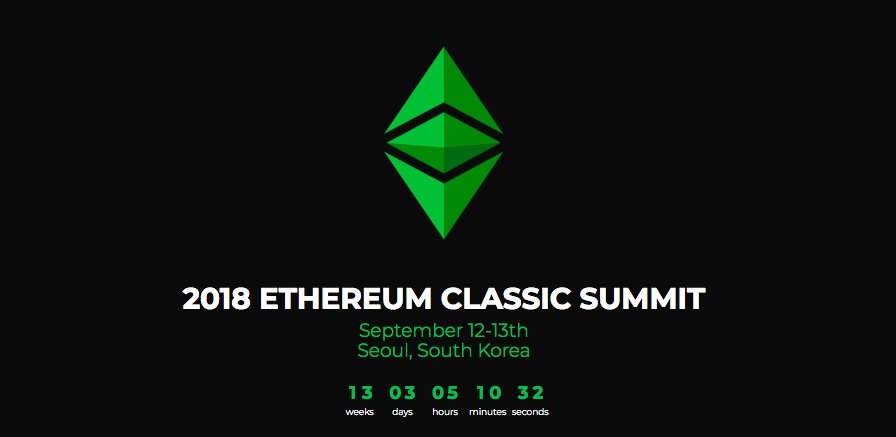 2018 ETHEREUM CLASSIC SUMMIT
September 12-13th
Seoul, South Korea
13 03 05 10 32
weeks days hours minutes seconds